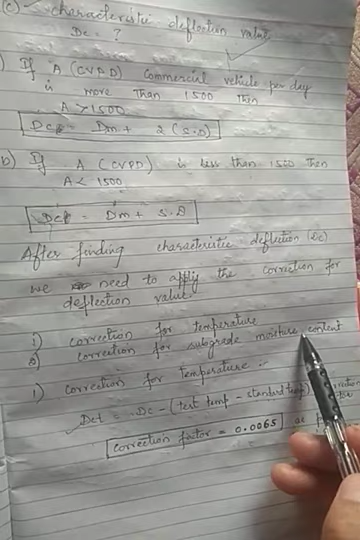 (c) characteristic deflection value
Dc = ?
If A (CVPD) Commercial vehicle per day
is more than 1500 then
A > 1500
Dc = Dm + 2 (S.D)
b) If A (CVPD) is less than 1500 then
A < 1500
Dc = Dm + S.D
After finding characteristic deflection (Dc)
we need to apply the correction for
deflection value
1) correction for temperature
2) correction for subgrade moisture content
1) correction for temperature :-
Dct = Dc - (test temp - standard temp)
correction factor = 0.0065 as